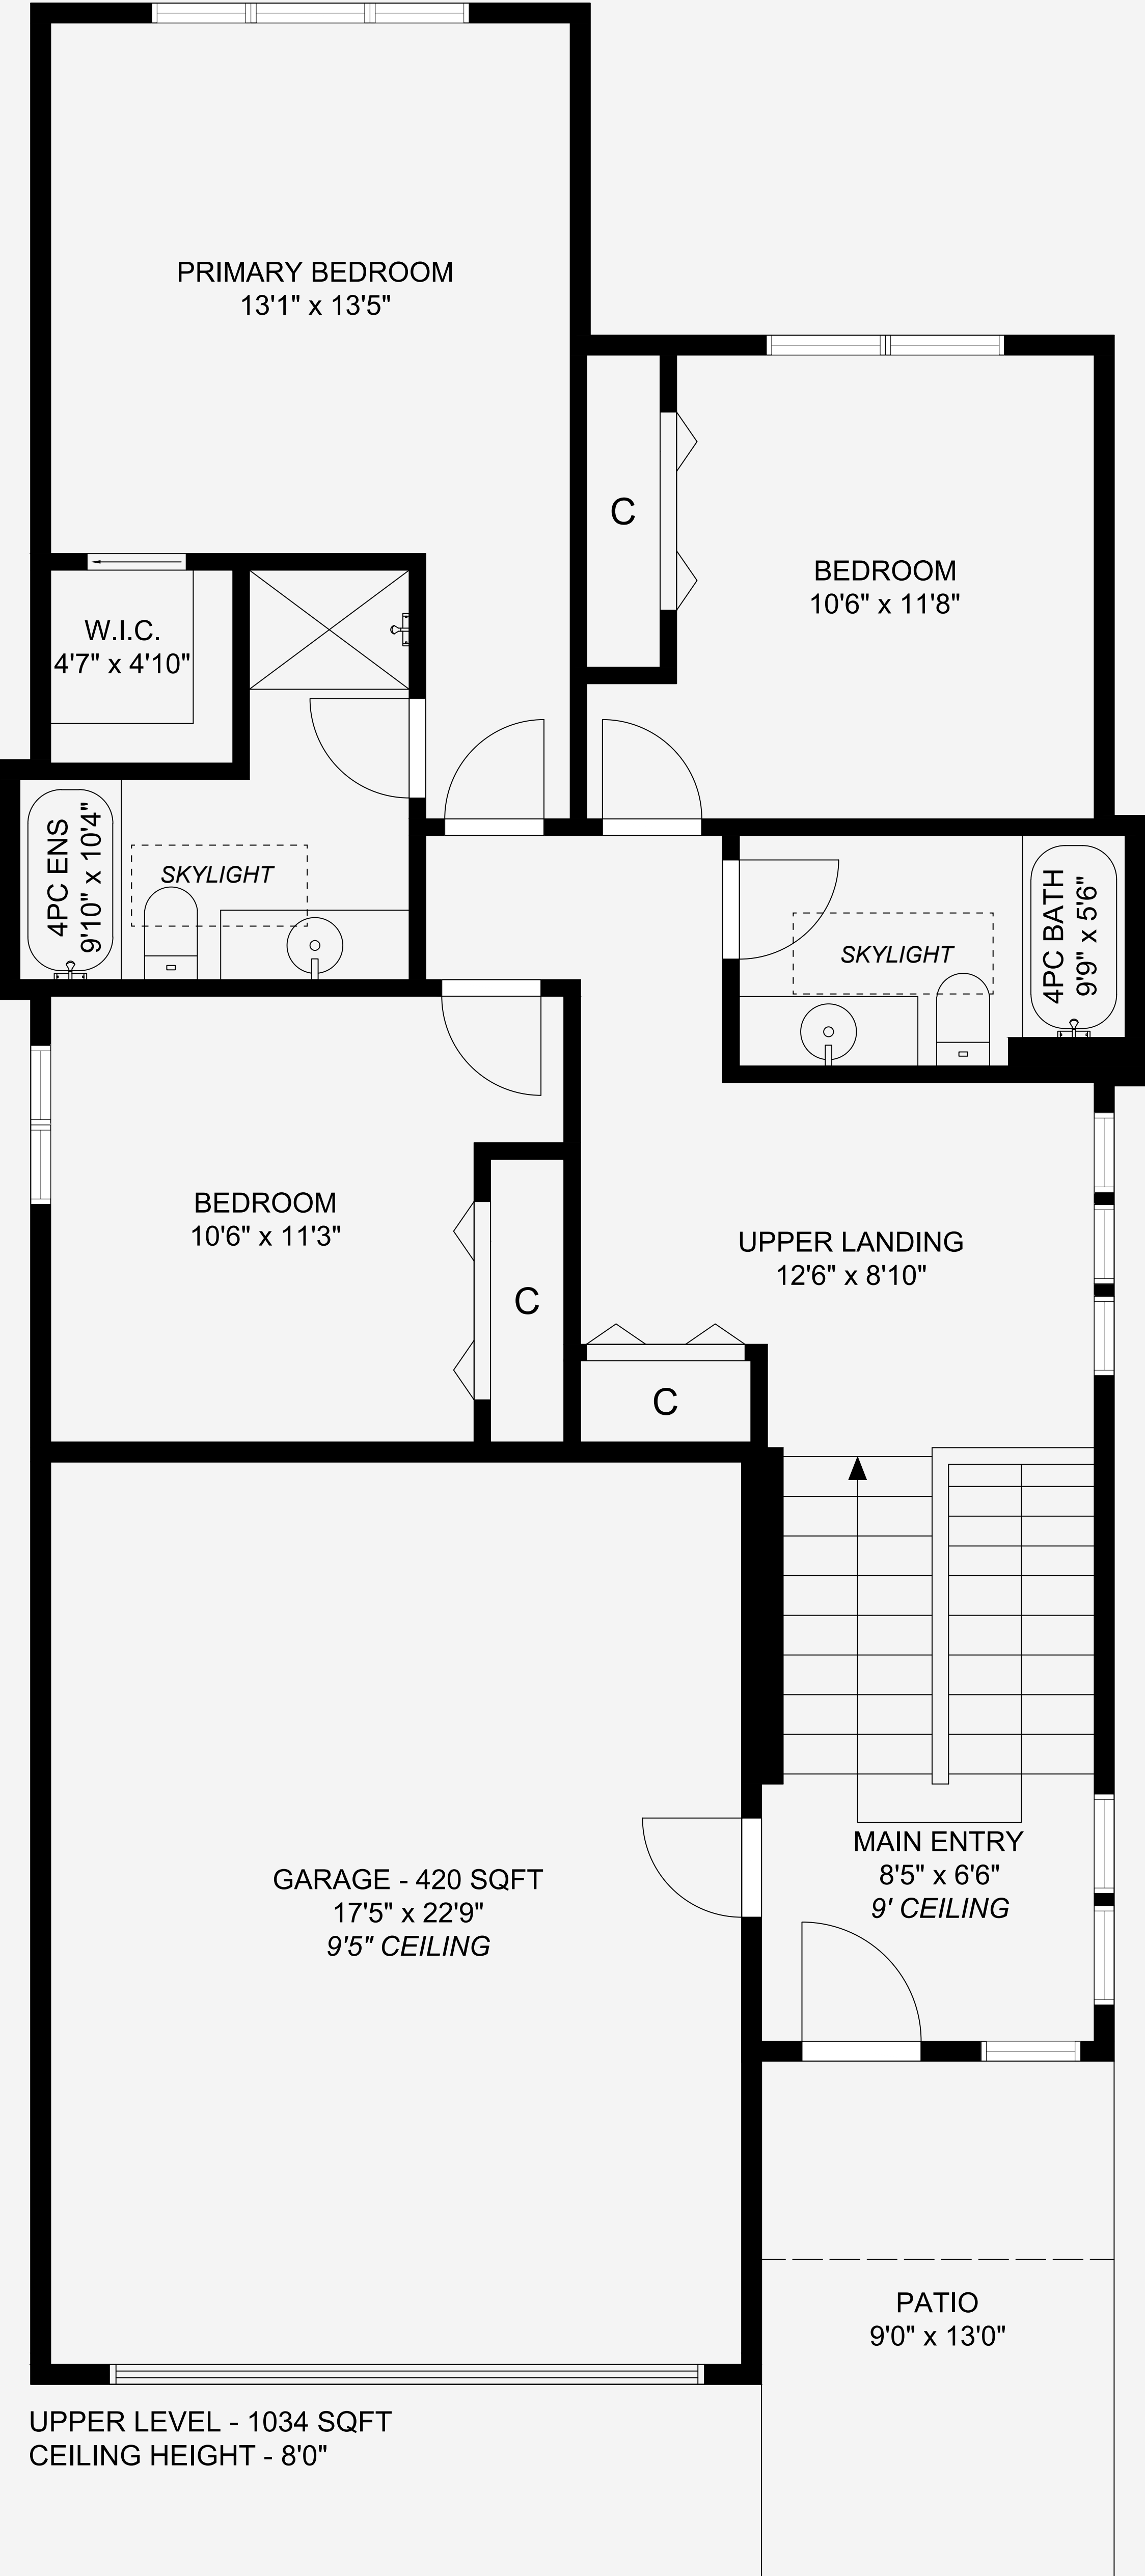 PRIMARY BEDROOM
13'1" x 13'5"
C
BEDROOM
10'6" x 11'8"
W.I.C.
4'7" x 4'10"
4PC ENS
9'10" x 10'4"
SKYLIGHT
SKYLIGHT
4PC BATH
9'9" x 5'6"
BEDROOM
10'6" x 11'3"
C
UPPER LANDING
12'6" x 8'10"
C
MAIN ENTRY
8'5" x 6'6"
9' CEILING
GARAGE - 420 SQFT
17'5" x 22'9"
9'5" CEILING
PATIO
9'0" x 13'0"
UPPER LEVEL - 1034 SQFT
CEILING HEIGHT - 8'0"